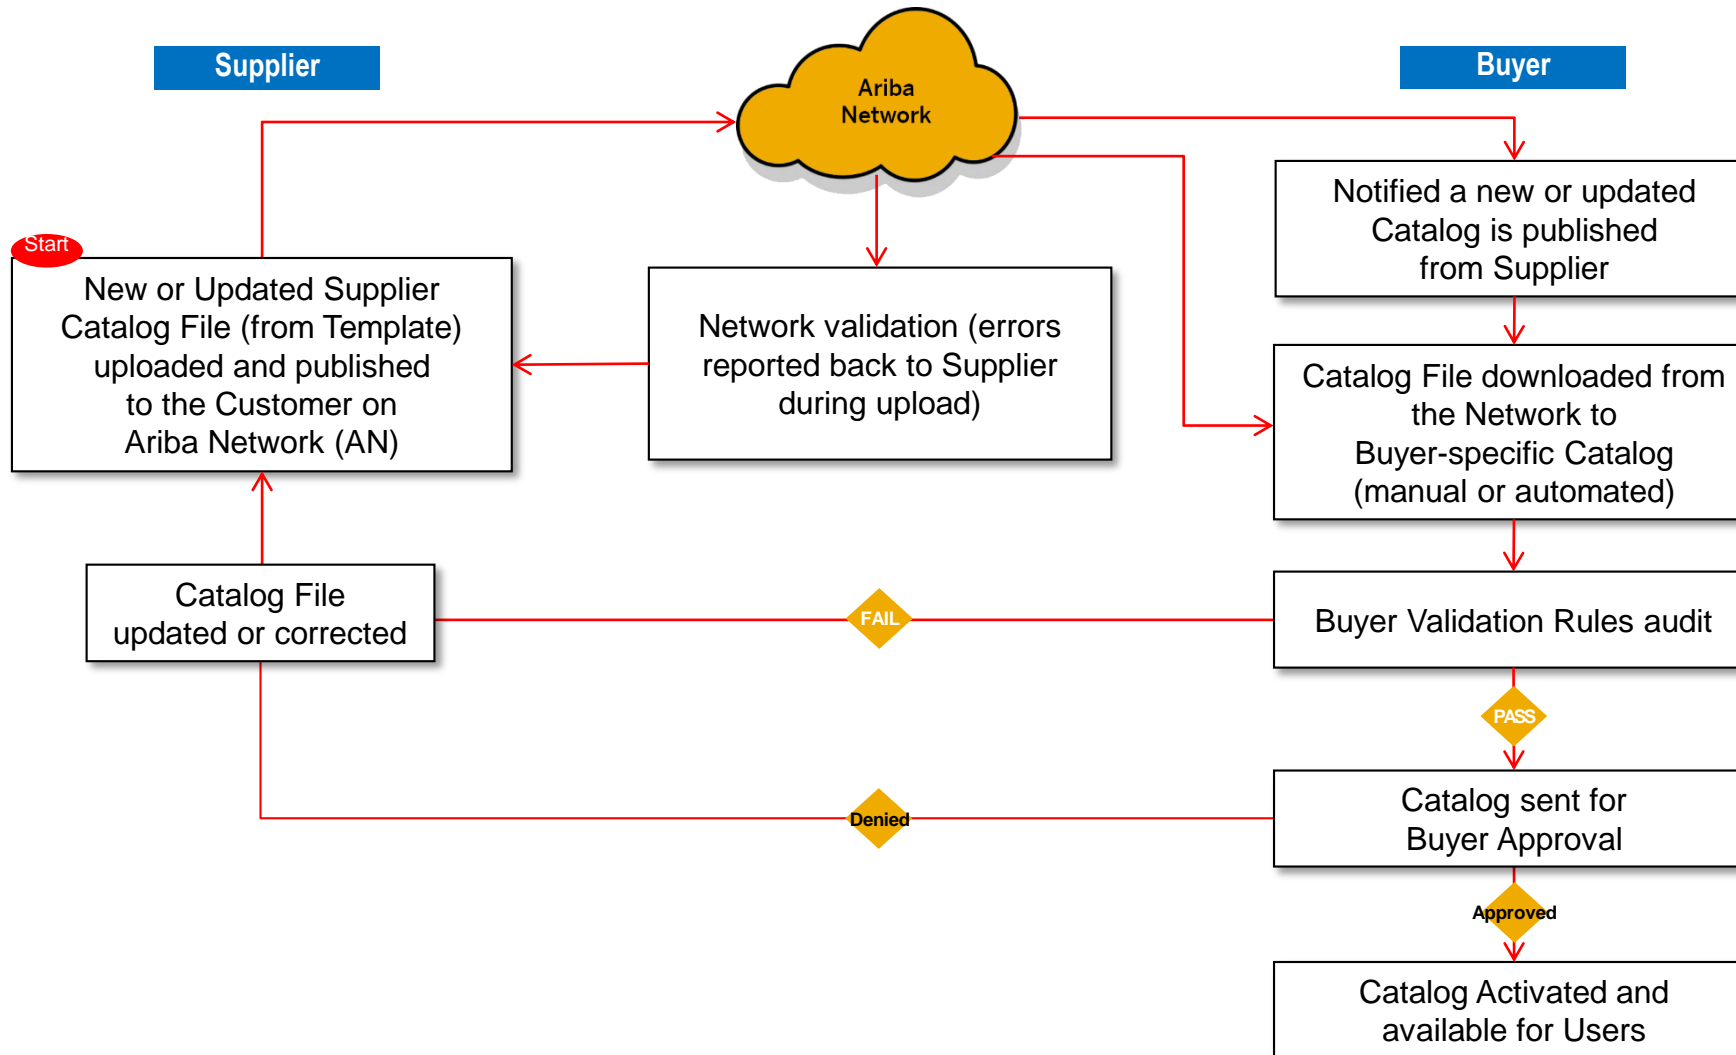 Supplier
Ariba
Network
Buyer
Start
New or Updated Supplier
Catalog File (from Template)
uploaded and published
to the Customer on
Ariba Network (AN)
Network validation (errors
reported back to Supplier
during upload)
Notified a new or updated
Catalog is published
from Supplier
Catalog File downloaded from
the Network to
Buyer-specific Catalog
(manual or automated)
Catalog File
updated or corrected
FAIL
Buyer Validation Rules audit
PASS
Denied
Catalog sent for
Buyer Approval
Approved
Catalog Activated and
available for Users